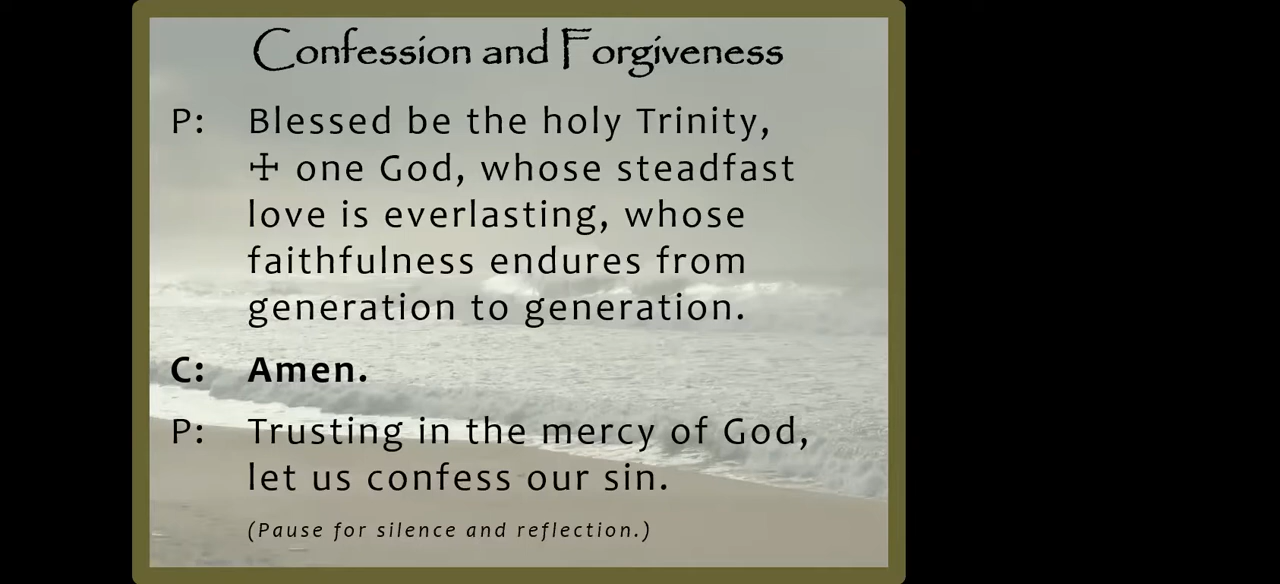 Confession and Forgiveness
P: Blessed be the holy Trinity,
☩ one God, whose steadfast
love is everlasting, whose
faithfulness endures from
generation to generation.
C: Amen.
P: Trusting in the mercy of God,
let us confess our sin.
(Pause for silence and reflection.)